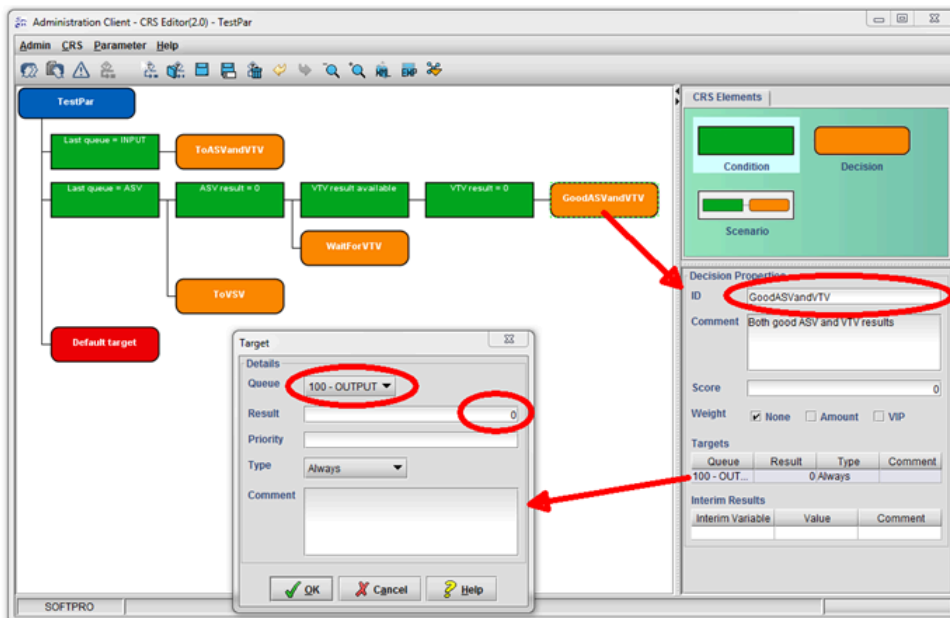 Administration Client - CRS Editor(2.0) - TestPar
Admin CRS Parameter Help
TestPar
Last queue = INPUT
ToASVandVTV
Last queue = ASV
ASV result = 0
VTV result available
VTV result = 0
GoodASVandVTV
WaitForVTV
ToVSV
Default target
CRS Elements
Condition
Decision
Scenario
Decision Properties
ID
GoodASVandVTV
Comment
Both good ASV and VTV results
Score
0
Weight
None
Amount
VIP
Targets
Queue Result Type Comment
100 - OUT... 0 Always
Interim Results
Interim Variable Value Comment
Target
Details
Queue
100 - OUTPUT
Result
0
Priority
Type
Always
Comment
OK
Cancel
Help
SOFTPRO